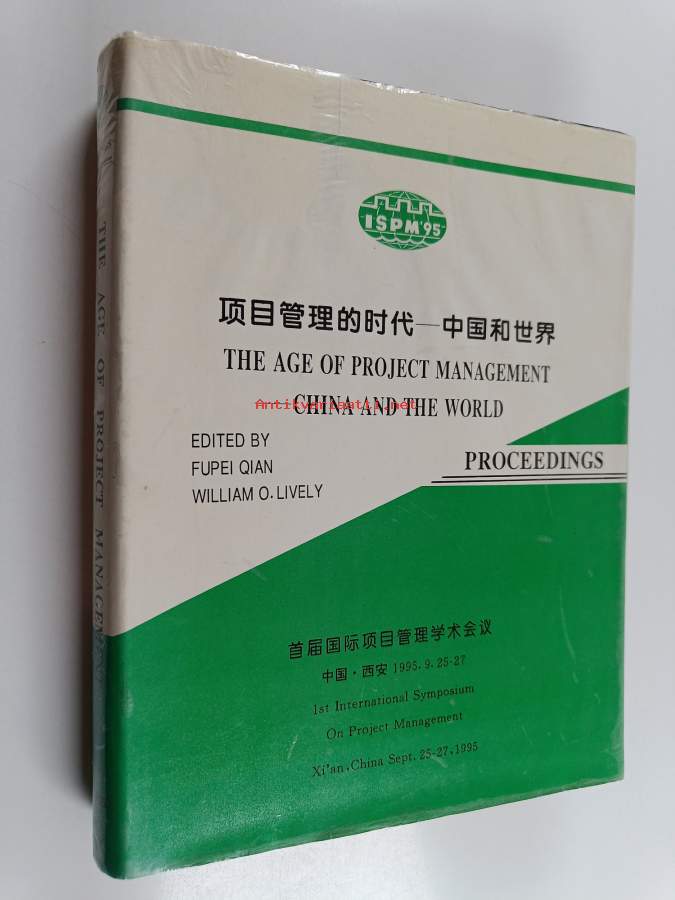 ISPM'95
项目管理的时代—中国和世界
THE AGE OF PROJECT MANAGEMENT
—CHINA AND THE WORLD
Antikvariaatti.net
EDITED BY
FUPEI QIAN
WILLIAM O. LIVELY
PROCEEDINGS
首届国际项目管理学术会议
中国·西安 1995.9.25-27
1st International Symposium
On Project Management
Xi'an, China Sept. 25-27, 1995
THE AGE OF PROJECT MANAGEMENT